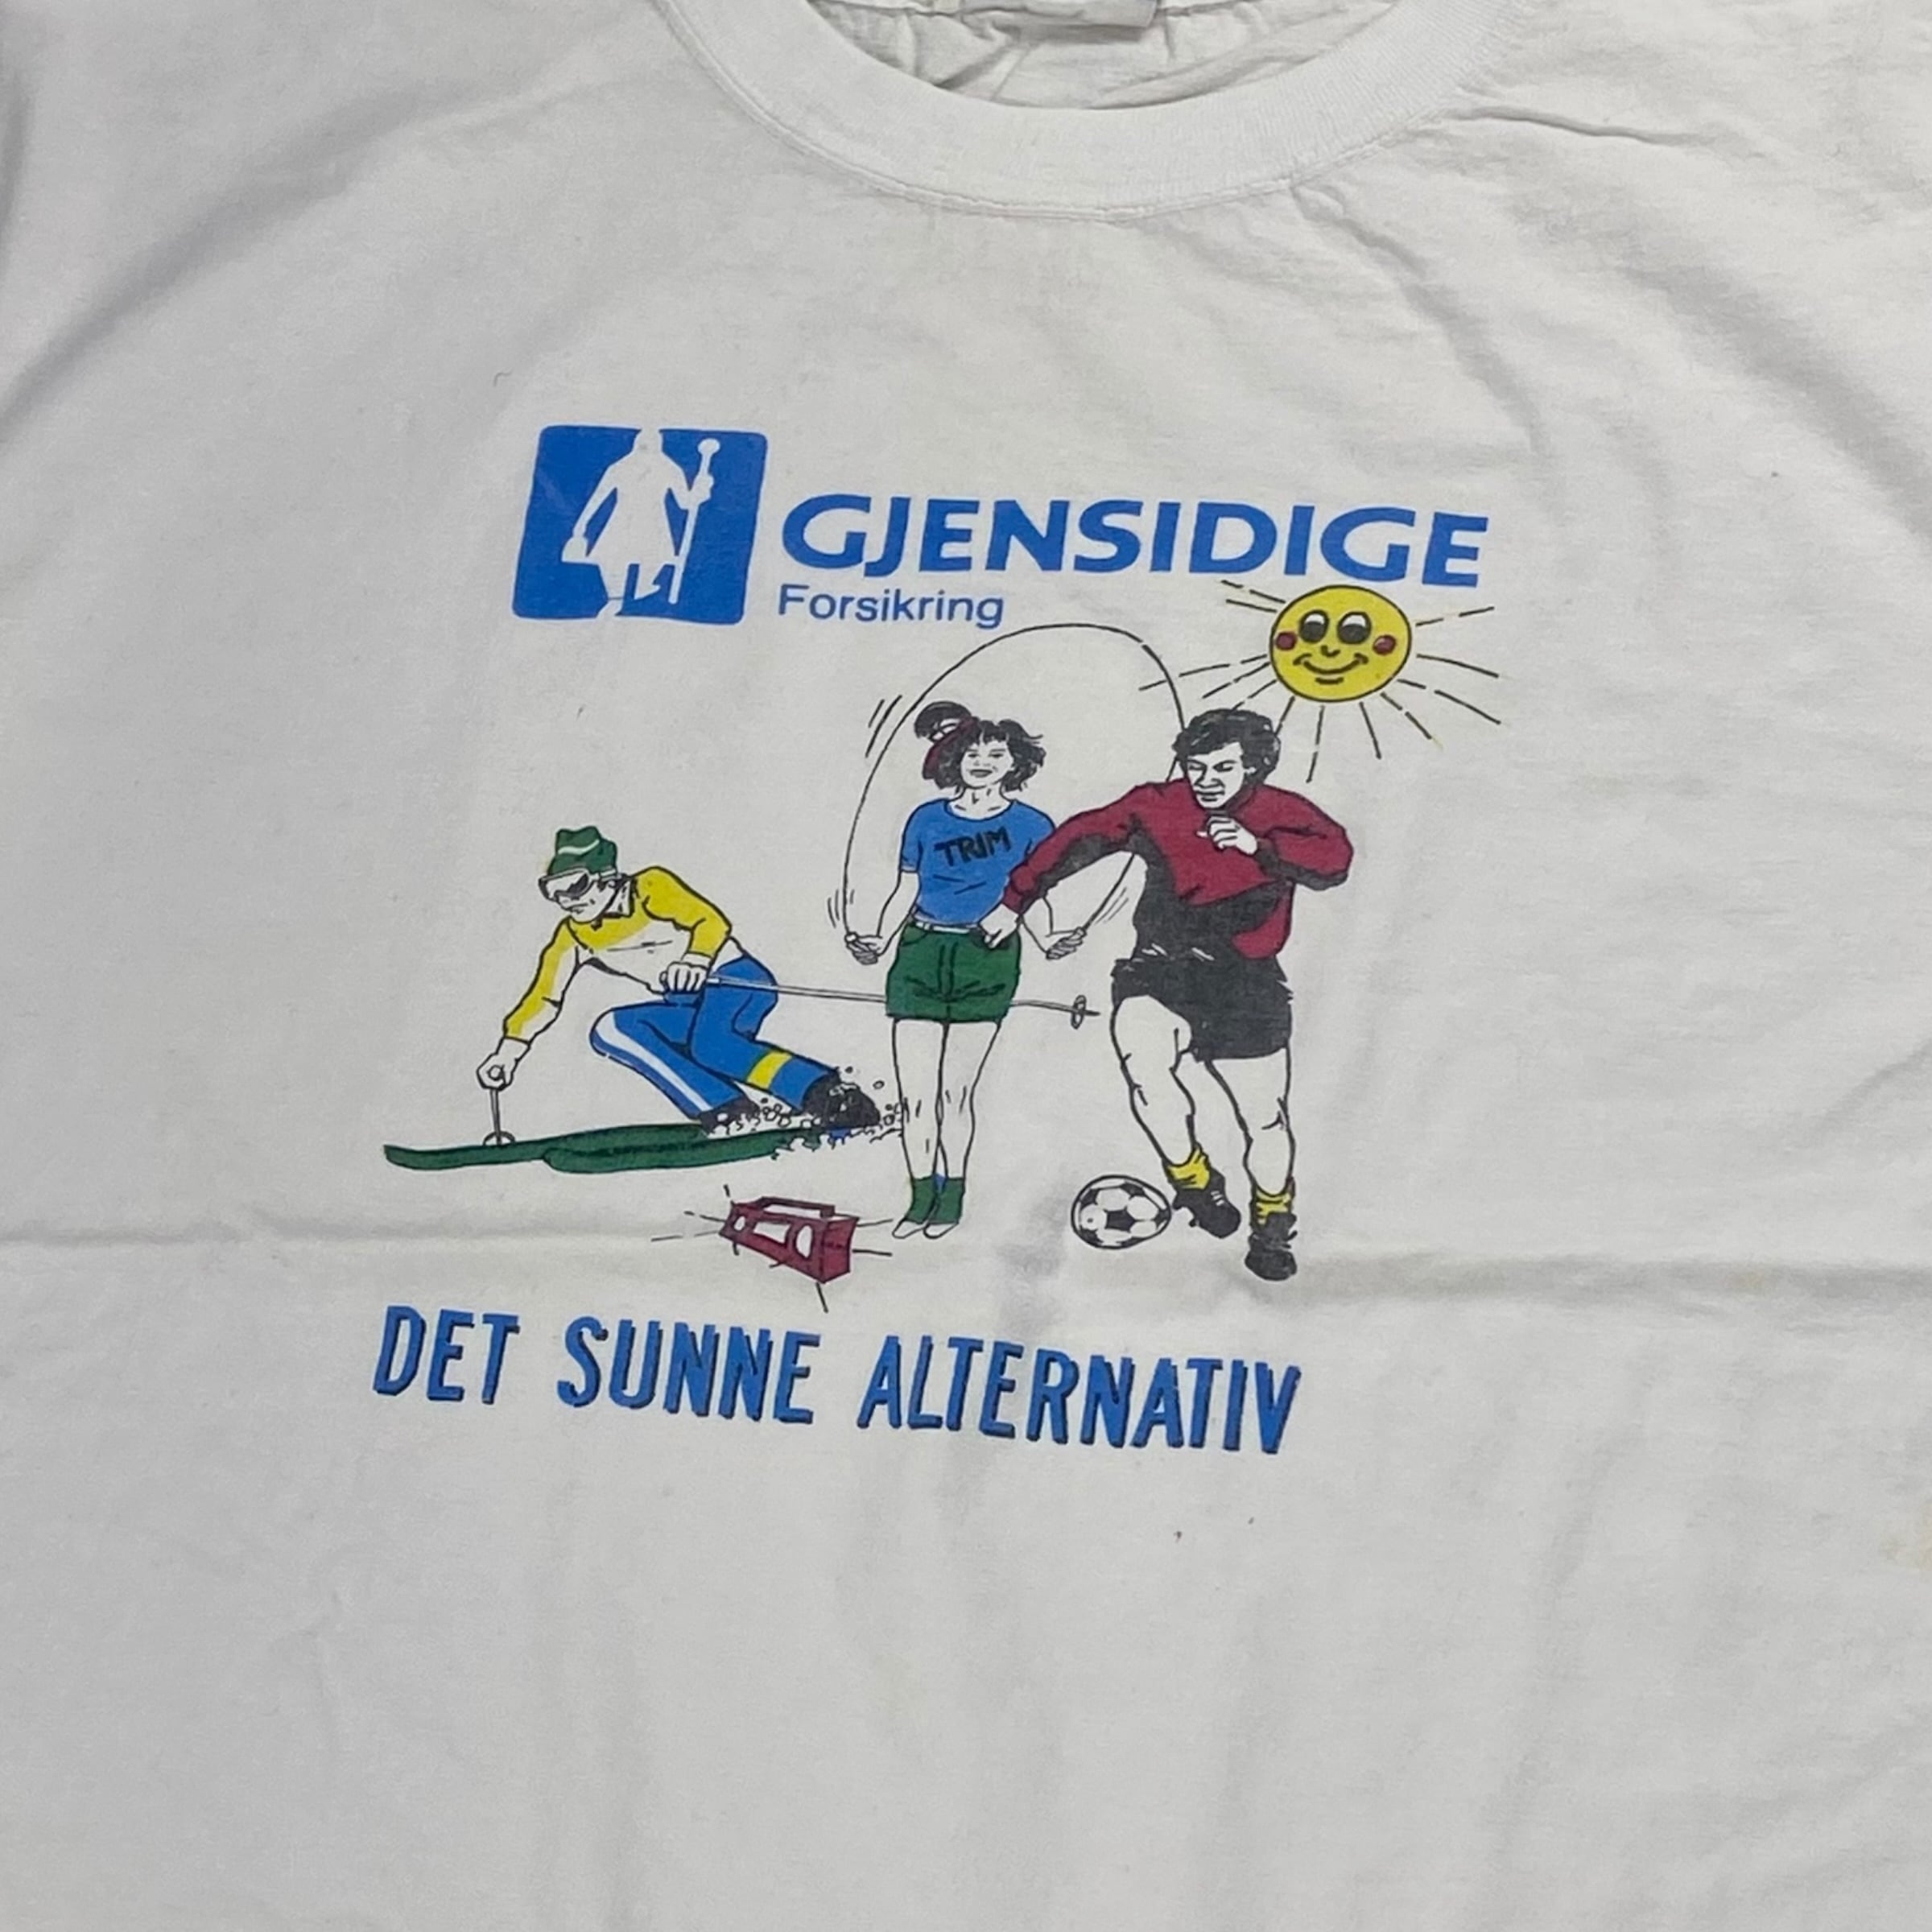 GJENSIDIGE
Forsikring
TRIM
DET SUNNE ALTERNATIV